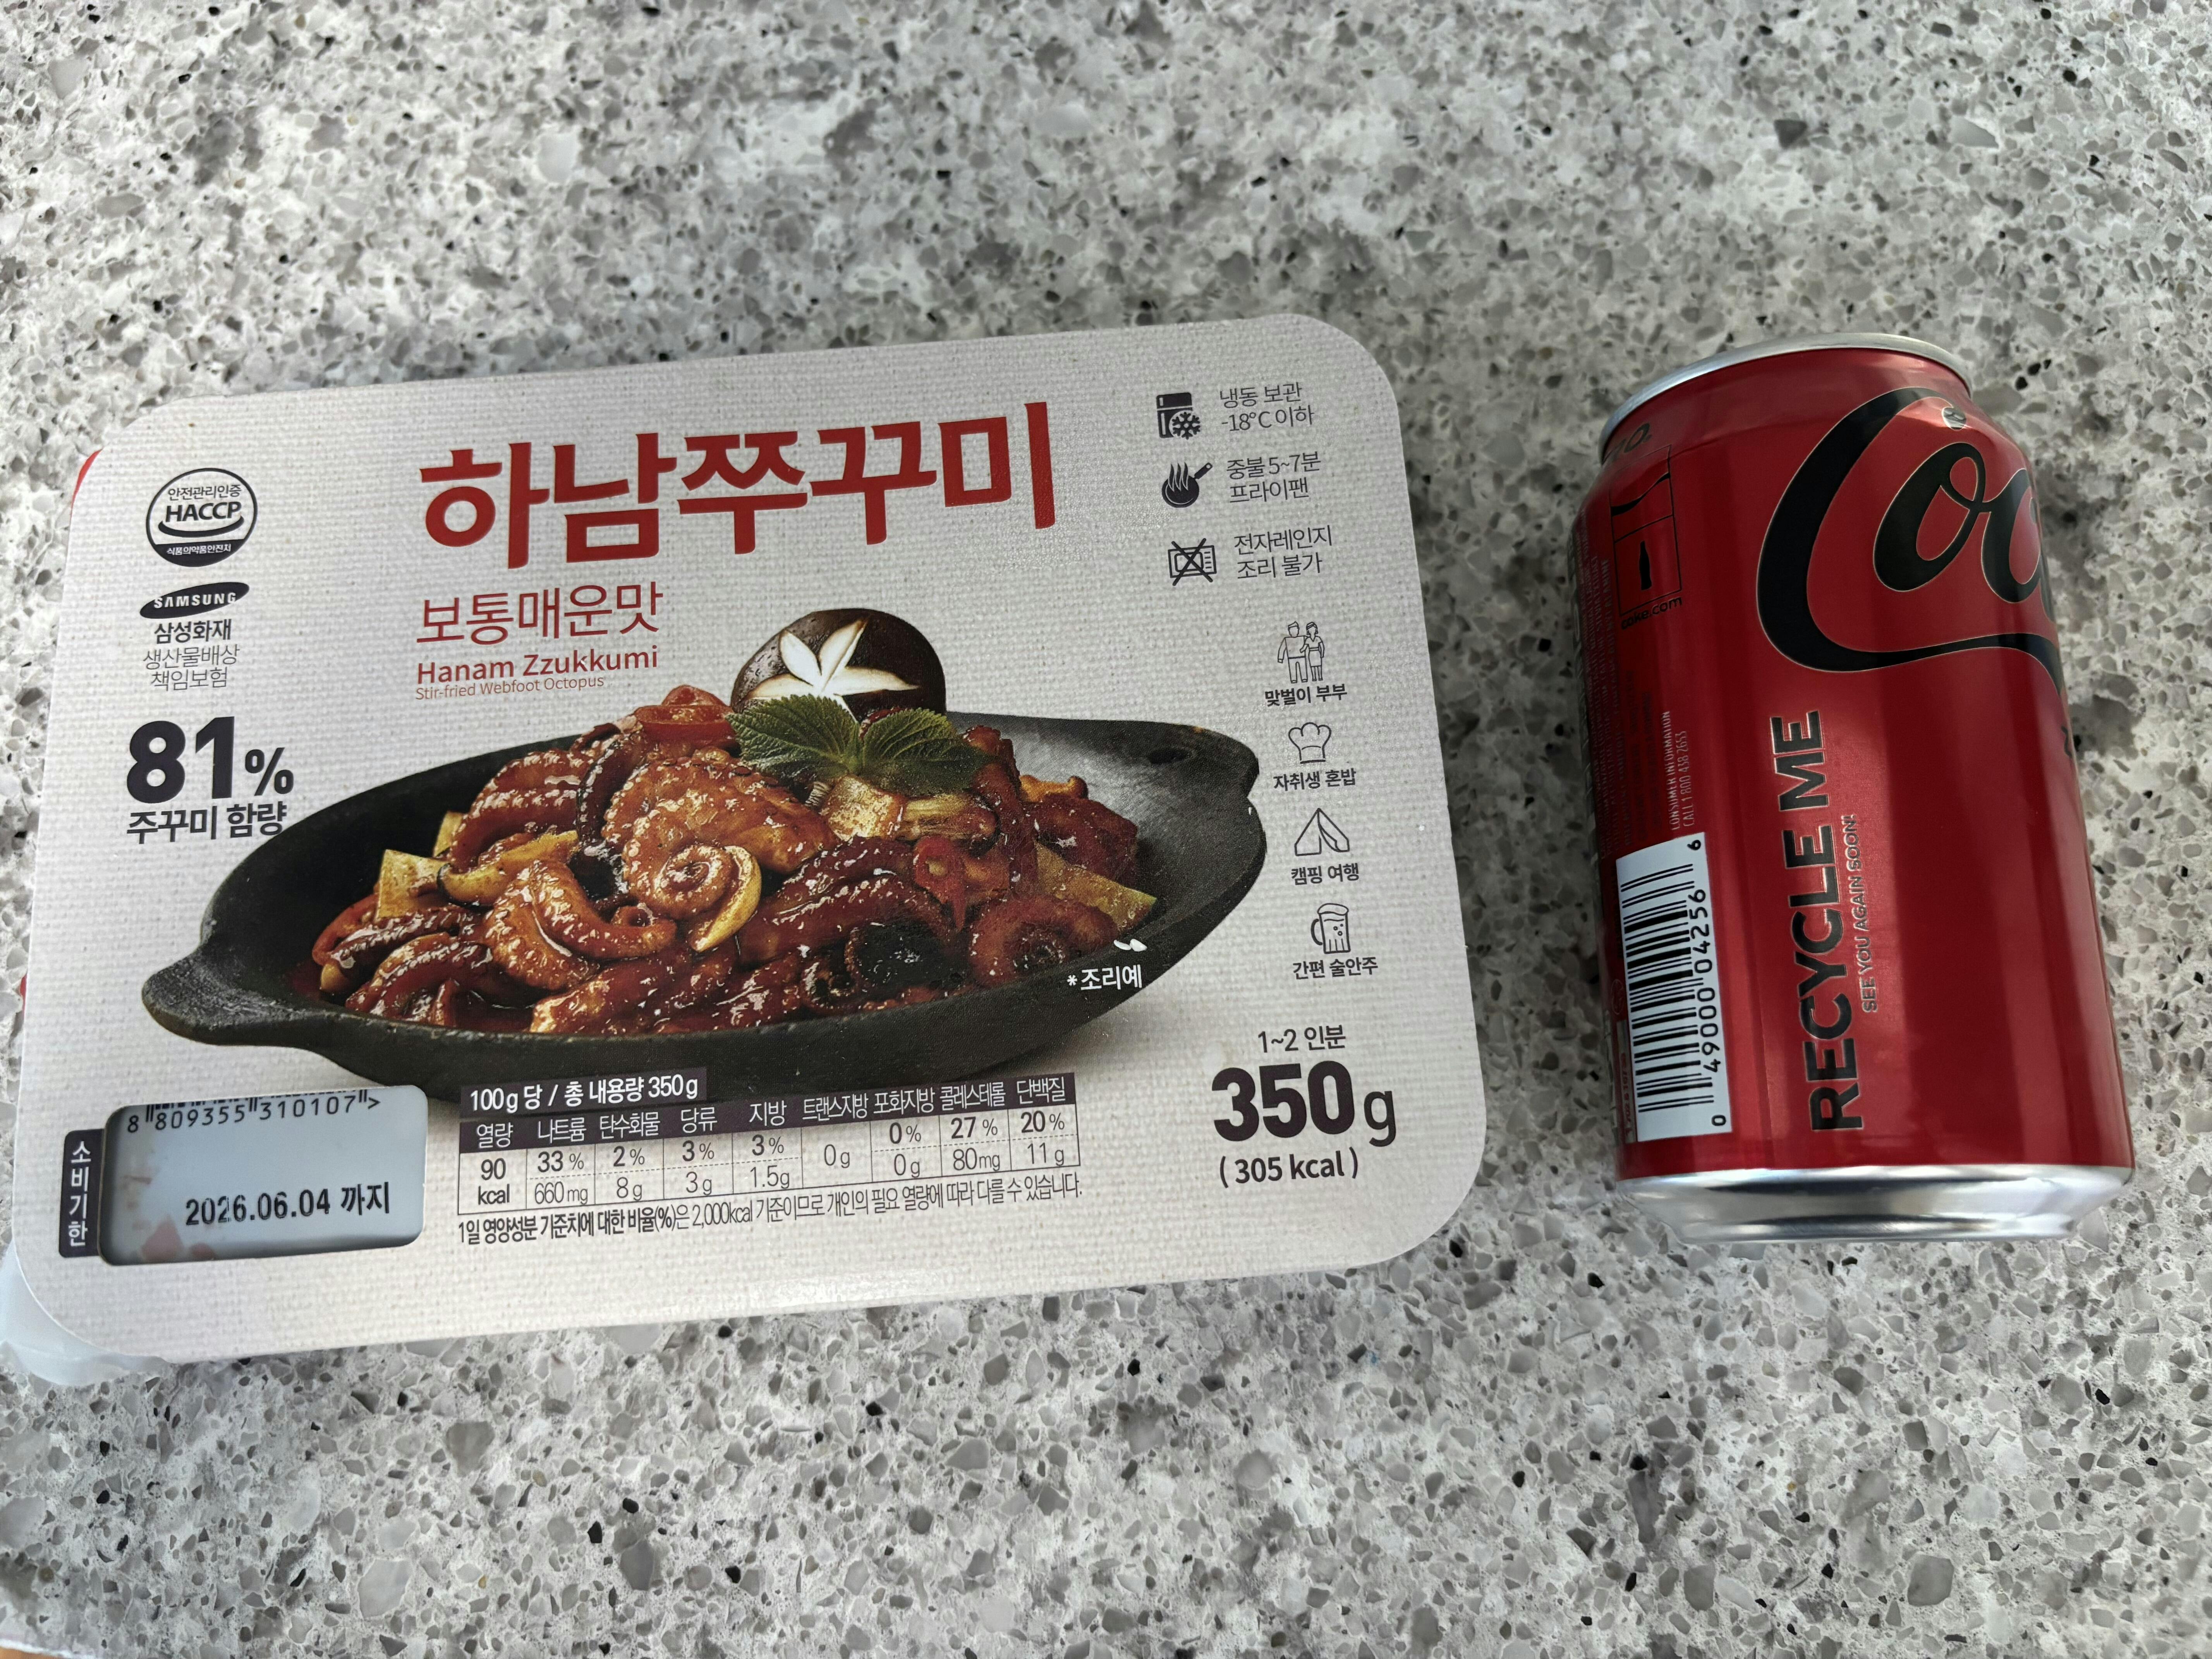 하남쭈꾸미
보통매운맛
Hanam Zzukkumi
Stir-fried Webfoot Octopus
안전관리인증
HACCP
식품의약품안전처
SAMSUNG
삼성화재
생산물배상
책임보험
81%
주꾸미 함량
냉동 보관
-18℃ 이하
중불 5~7분
프라이팬
전자레인지
조리 불가
맞벌이 부부
자취생 혼밥
캠핑 여행
간편 술안주
*조리예
1~2 인분
350g
(305 kcal)
8 809355 310107 >
소비기한
2026.06.04 까지
100g 당 / 총 내용량 350g
열량 나트륨 탄수화물 당류 지방 트랜스지방 포화지방 콜레스테롤 단백질
90 kcal 33% 2% 3% 3% 0g 0% 27% 20%
660mg 8g 3g 1.5g 0g 80mg 11g
1일 영양성분 기준치에 대한 비율(%)은 2,000kcal 기준이므로 개인의 필요 열량에 따라 다를 수 있습니다.
Coc
coke.com
CONSUMER INFORMATION
CALL 1 800 438 2653
RECYCLE ME
SEE YOU AGAIN SOON!
0 49000 04256 6